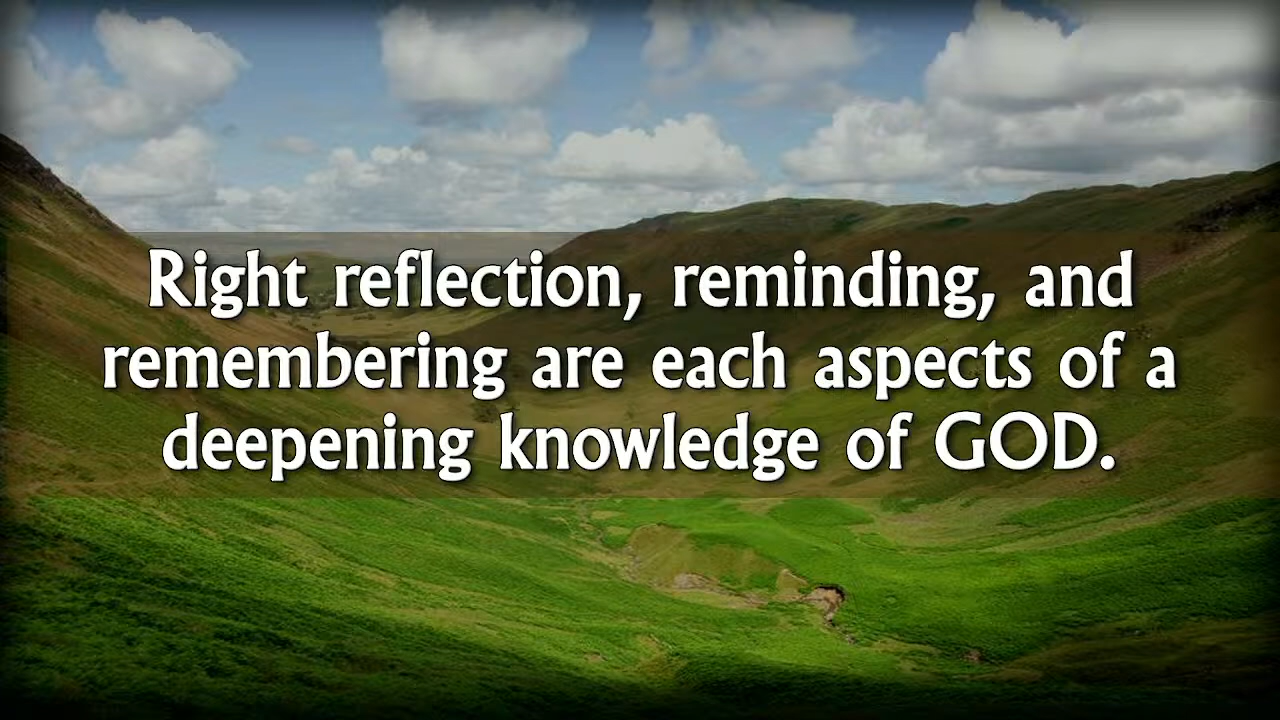 Right reflection, reminding, and
remembering are each aspects of a
deepening knowledge of GOD.